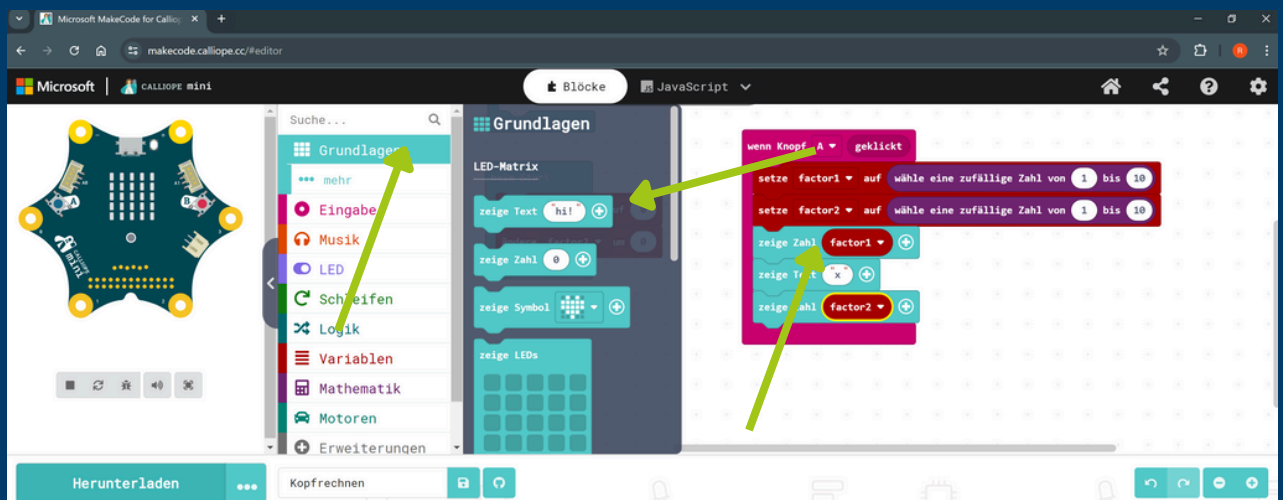 Microsoft MakeCode for Calliop
makecode.calliope.cc/#editor
R
Microsoft
CALLIOPE mini
Blöcke
JavaScript
A
B
Calliope
mini
Suche...
Grundlagen
mehr
Eingabe
Musik
LED
Schleifen
Logik
Variablen
Mathematik
Motoren
Erweiterungen
Grundlagen
LED-Matrix
zeige Text "hi!"
zeige Zahl 0
zeige Symbol
zeige LEDs
wenn Knopf A geklickt
setze factor1 auf wähle eine zufällige Zahl von 1 bis 10
setze factor2 auf wähle eine zufällige Zahl von 1 bis 10
zeige Zahl factor1
zeige Text "x"
zeige Zahl factor2
Herunterladen
Kopfrechnen